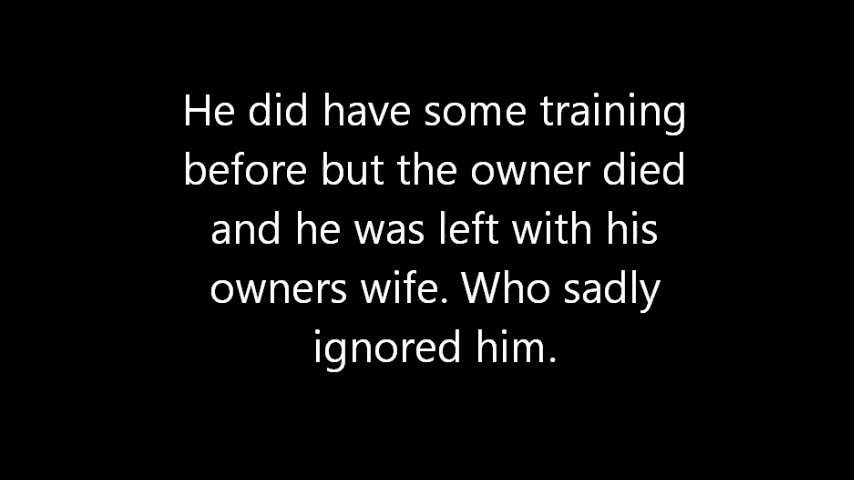 He did have some training
before but the owner died
and he was left with his
owners wife. Who sadly
ignored him.